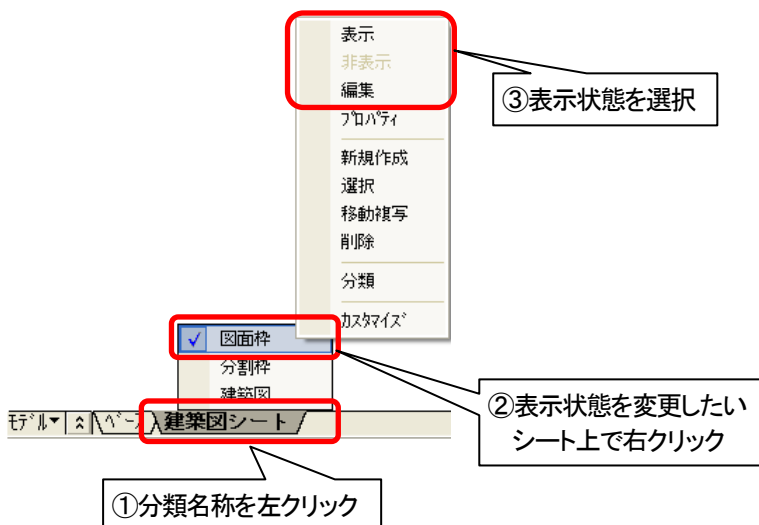 表示
非表示
編集
ﾌﾟﾛﾊﾟﾃｨ
新規作成
選択
移動複写
削除
分類
ｶｽﾀﾏｲｽﾞ
③表示状態を選択
図面枠
分割枠
建築図
ﾓﾃﾞﾙ
ﾍﾞｰｽ
建築図シート
②表示状態を変更したい
シート上で右クリック
①分類名称を左クリック